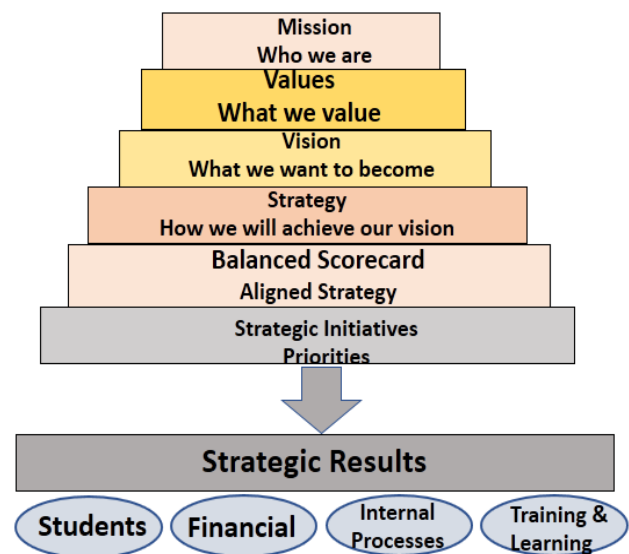 Mission
Who we are
Values
What we value
Vision
What we want to become
Strategy
How we will achieve our vision
Balanced Scorecard
Aligned Strategy
Strategic Initiatives
Priorities
Strategic Results
Students
Financial
Internal
Processes
Training &
Learning